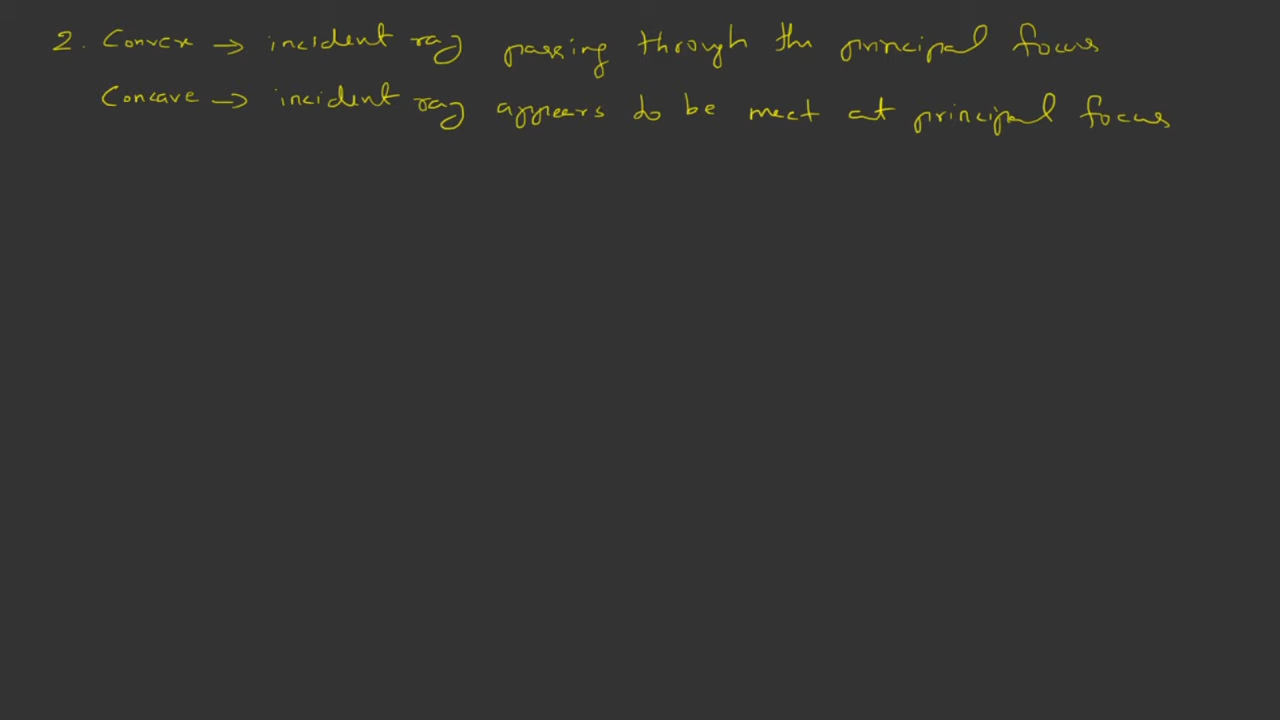 2. Convex → incident ray passing through the principal focus
Concave → incident ray appears to be meet at principal focus